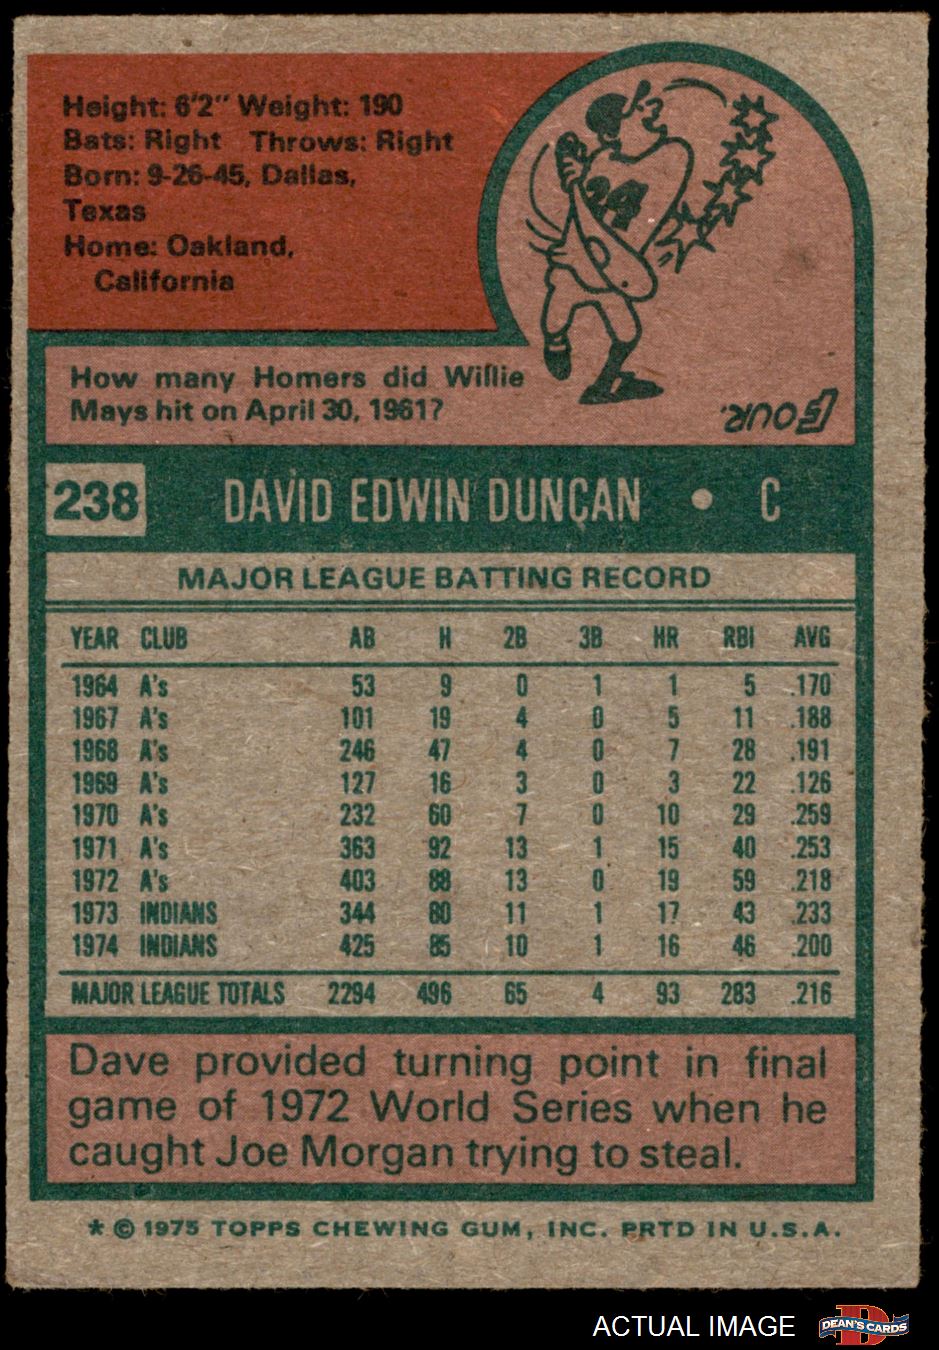 Height: 6'2" Weight: 190
Bats: Right Throws: Right
Born: 9-26-45, Dallas,
Texas
Home: Oakland,
California
24
How many Homers did Willie
Mays hit on April 30, 1961?
FOUR.
238 DAVID EDWIN DUNCAN • C
MAJOR LEAGUE BATTING RECORD
YEAR CLUB AB H 2B 3B HR RBI AVG
1964 A's 53 9 0 1 1 5 .170
1967 A's 101 19 4 0 5 11 .188
1968 A's 246 47 4 0 7 28 .191
1969 A's 127 16 3 0 3 22 .126
1970 A's 232 60 7 0 10 29 .259
1971 A's 363 92 13 1 15 40 .253
1972 A's 403 88 13 0 19 59 .218
1973 INDIANS 344 80 11 1 17 43 .233
1974 INDIANS 425 85 10 1 16 46 .200
MAJOR LEAGUE TOTALS 2294 496 65 4 93 283 .216
Dave provided turning point in final
game of 1972 World Series when he
caught Joe Morgan trying to steal.
* © 1975 TOPPS CHEWING GUM, INC. PRTD IN U.S.A.
ACTUAL IMAGE
D
DEAN'S CARDS